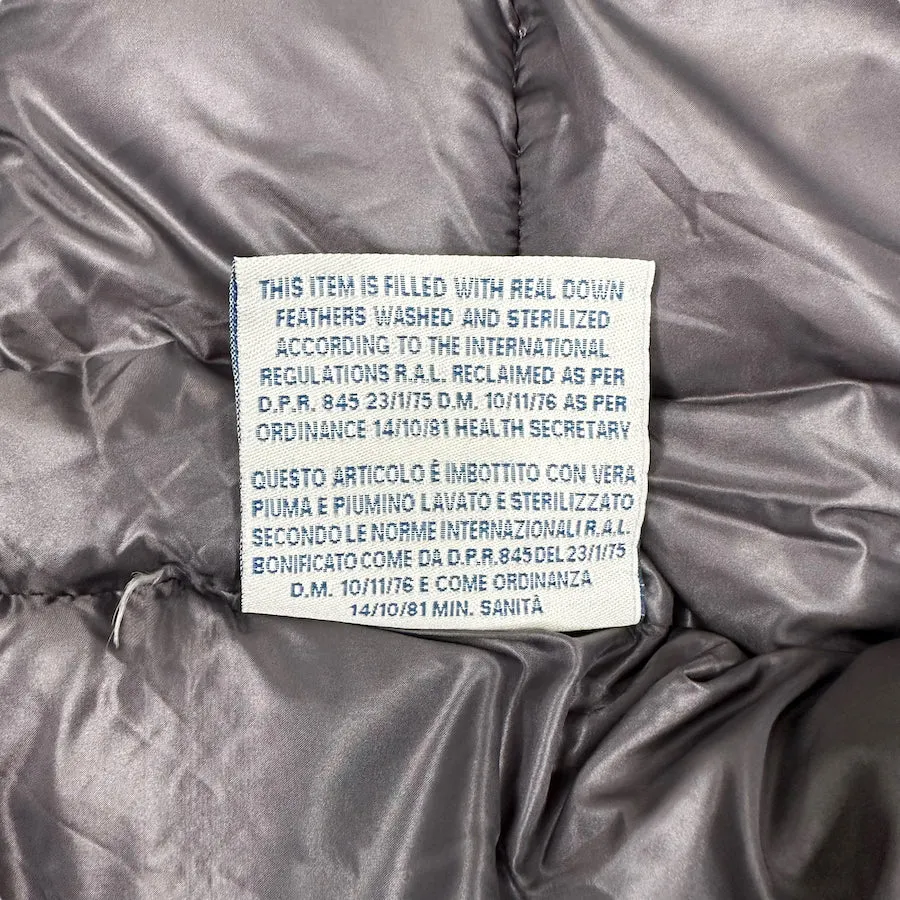 THIS ITEM IS FILLED WITH REAL DOWN
FEATHERS WASHED AND STERILIZED
ACCORDING TO THE INTERNATIONAL
REGULATIONS R.A.L. RECLAIMED AS PER
D.P.R. 845 23/1/75 D.M. 10/11/76 AS PER
ORDINANCE 14/10/81 HEALTH SECRETARY
QUESTO ARTICOLO È IMBOTTITO CON VERA
PIUMA E PIUMINO LAVATO E STERILIZZATO
SECONDO LE NORME INTERNAZIONALI R.A.L.
BONIFICATO COME DA D.P.R. 845 DEL 23/1/75
D.M. 10/11/76 E COME ORDINANZA
14/10/81 MIN. SANITÀ